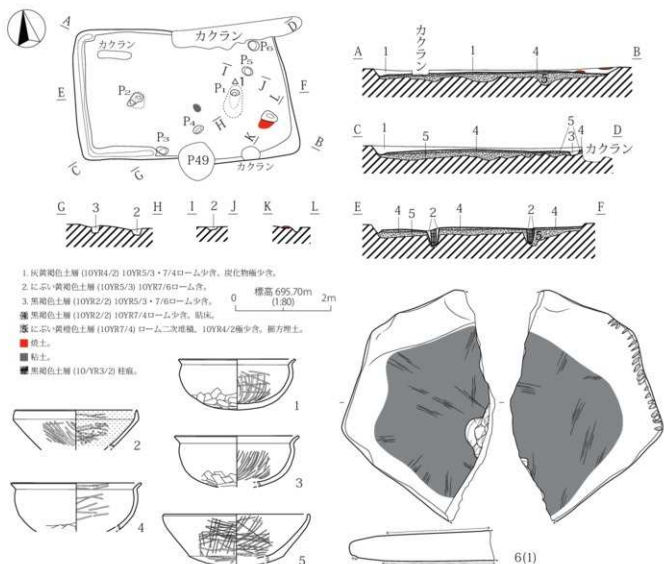 A
カクラン
D
カクラン
P6
P5
I
J
E
P2
P1
1
L
F
H
K
P4
P3
B
C
G
P49
カクラン
A 1 カクラン 1 4 B
5
C 1 5 4 5 3 4 D
カクラン
E 4 5 2 4 2 4 F
5
G 3 2 H
I 2 J
K L
1. 灰黄褐色土層 (10YR4/2) 10YR5/3・7/4ローム少含、炭化物極少含。
2. にぶい黄褐色土層 (10YR5/3) 10YR7/6ローム含。
3. 黒褐色土層 (10YR2/2) 10YR5/3・7/6ローム少含。
4. 黒褐色土層 (10YR2/2) 10YR7/4ローム少含。貼床。
5. にぶい黄橙色土層 (10YR7/4) ローム二次堆積、10YR4/2極少含。掘方埋土。
焼土。
粘土。
黒褐色土層 (10/YR3/2) 柱痕。
標高 695.70m
0 (1:80) 2m
1
2
3
4
5
6(1)